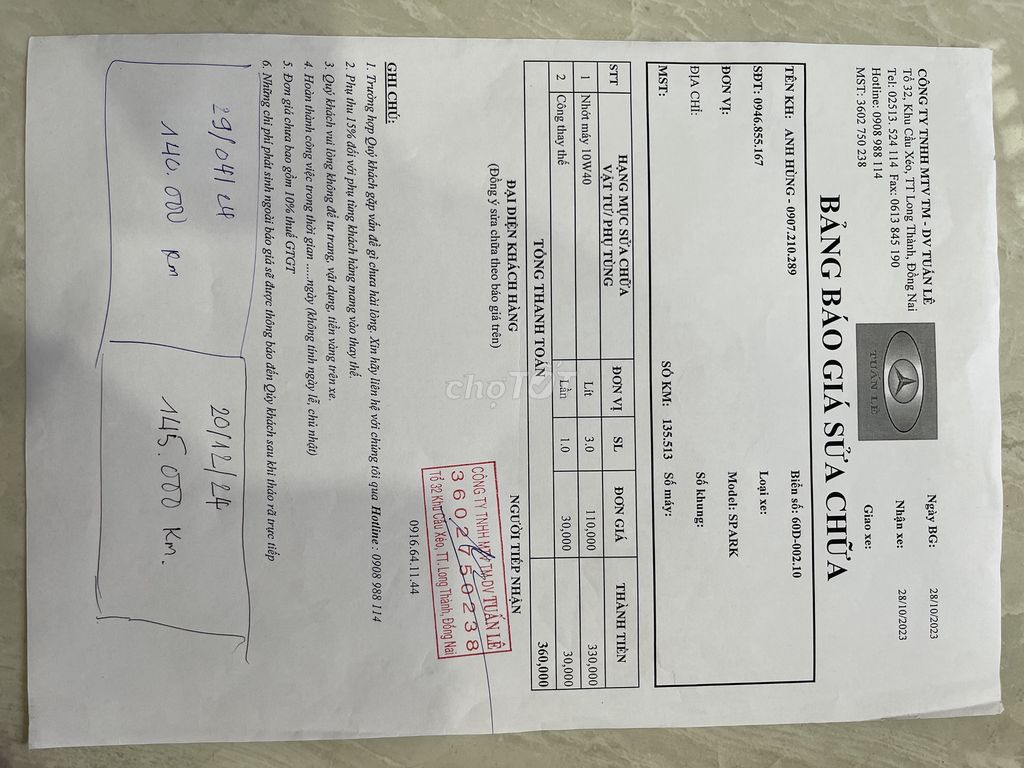 CÔNG TY TNHH MTV TM - DV TUẤN LÊ
Tổ 32, Khu Cầu Xéo, TT Long Thành, Đồng Nai
Tel: 02513. 524 114 Fax: 0613 845 190
Hotline: 0908 988 114
MST: 3602 750 238
TUẤN LÊ
Ngày BG: 28/10/2023
Nhận xe: 28/10/2023
Giao xe:
BẢNG BÁO GIÁ SỬA CHỮA
TÊN KH: ANH HÙNG - 0907.210.289 Biển số: 60D-002.10
SĐT: 0946.855.167 Loại xe:
ĐƠN VỊ: Model: SPARK
ĐỊA CHỈ: Số khung:
MST: SỐ KM: 135.513 Số máy:
STT HẠNG MỤC SỬA CHỮA VẬT TƯ/ PHỤ TÙNG ĐƠN VỊ SL ĐƠN GIÁ THÀNH TIỀN
1 Nhớt máy 10W40 Lít 3.0 110,000 330,000
2 Công thay thế Lần 1.0 30,000 30,000
TỔNG THANH TOÁN 360,000
ĐẠI DIỆN KHÁCH HÀNG NGƯỜI TIẾP NHẬN
(Đồng ý sửa chữa theo báo giá trên)
CÔNG TY TNHH MTV TM-DV TUẤN LÊ
3602750238
Tổ 32 Khu Cầu Xéo, TT. Long Thành, Đồng Nai
0916.64.11.44
GHI CHÚ:
1. Trường hợp Quý khách gặp vấn đề gì chưa hài lòng. Xin hãy liên hệ với chúng tôi qua Hotline : 0908 988 114
2. Phụ thu 15% đối với phụ tùng khách hàng mang vào thay thế.
3. Quý khách vui lòng không để tư trang, vật dụng, tiền vàng trên xe.
4. Hoàn thành công việc trong thời gian .....ngày (không tính ngày lễ, chủ nhật)
5. Đơn giá chưa bao gồm 10% thuế GTGT
6. Những chi phí phát sinh ngoài báo giá sẽ được thông báo đến Qúy khách sau khi tháo rã trực tiếp
29/04/24 20/12/24
140.000 Km 145.000 Km.
chợTỐT